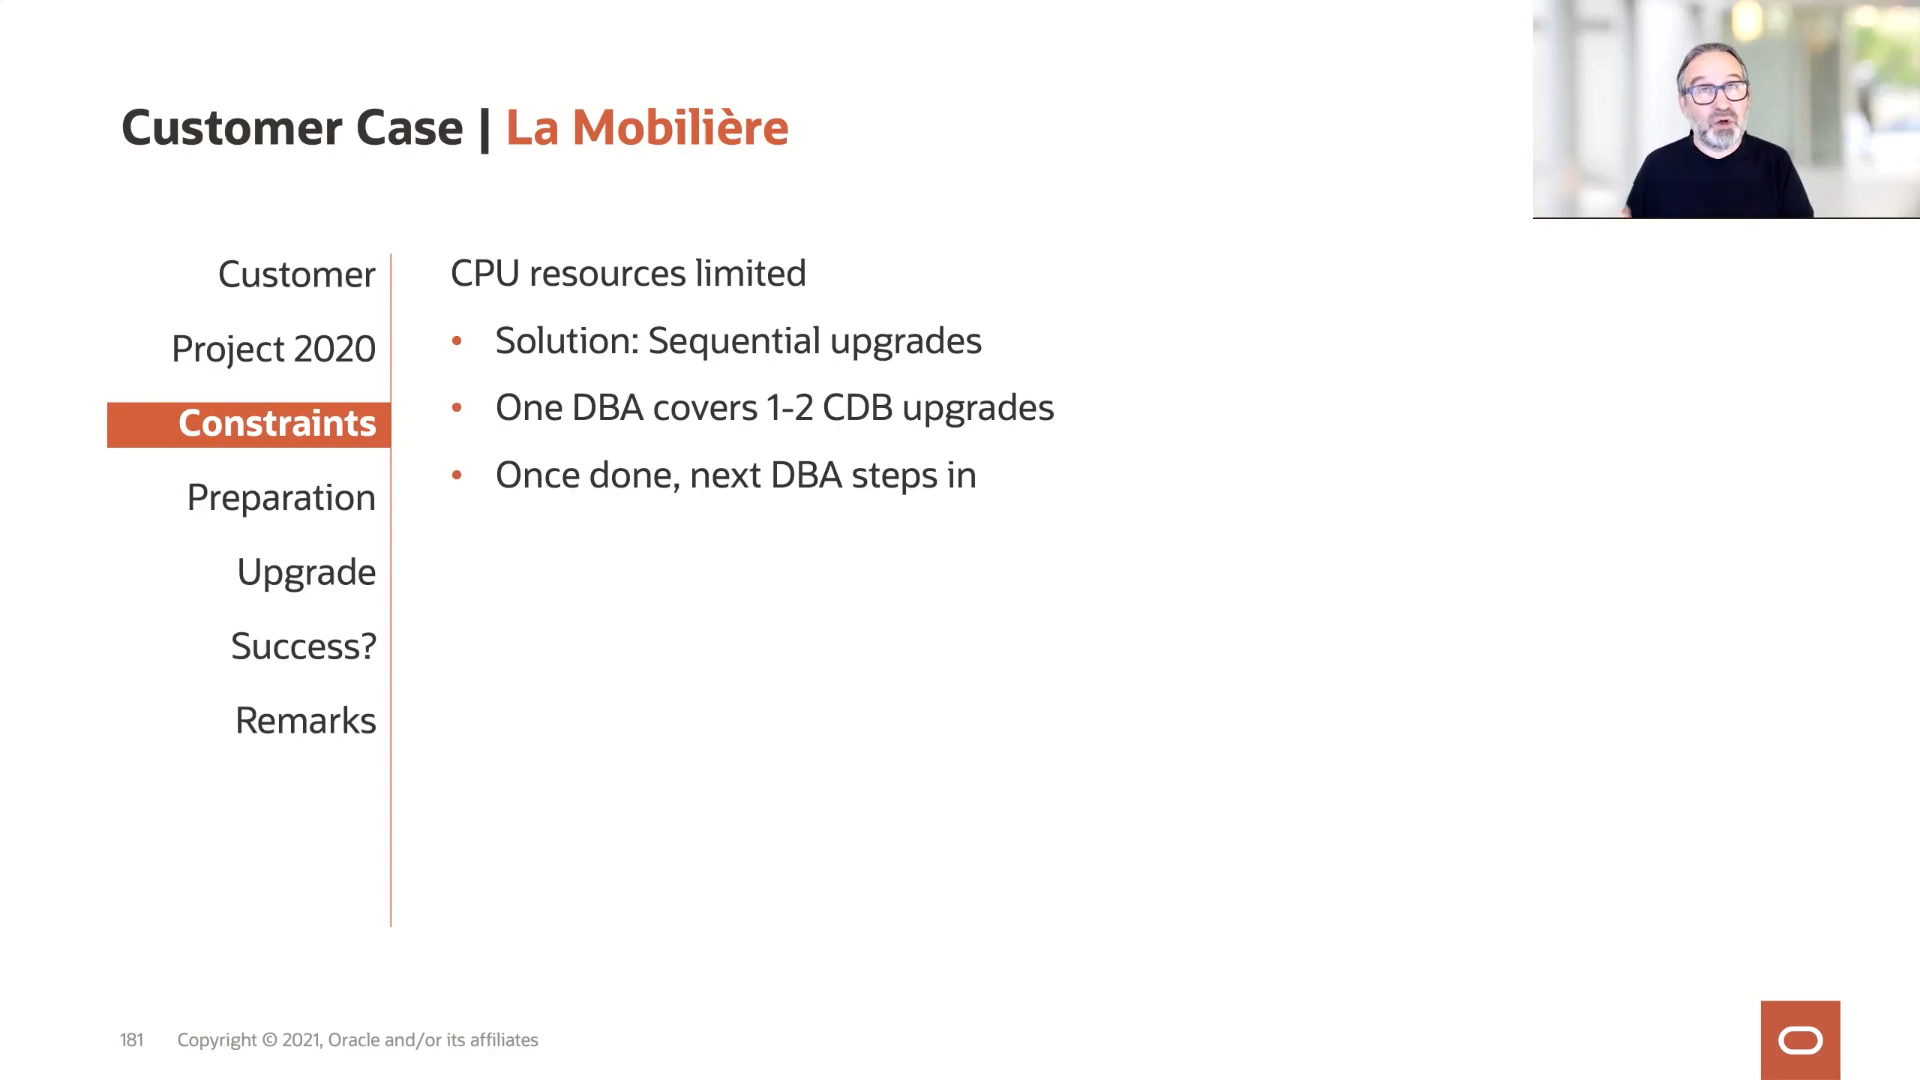 Customer Case | La Mobilière
Customer
Project 2020
Constraints
Preparation
Upgrade
Success?
Remarks
CPU resources limited
• Solution: Sequential upgrades
• One DBA covers 1-2 CDB upgrades
• Once done, next DBA steps in
181 Copyright © 2021, Oracle and/or its affiliates